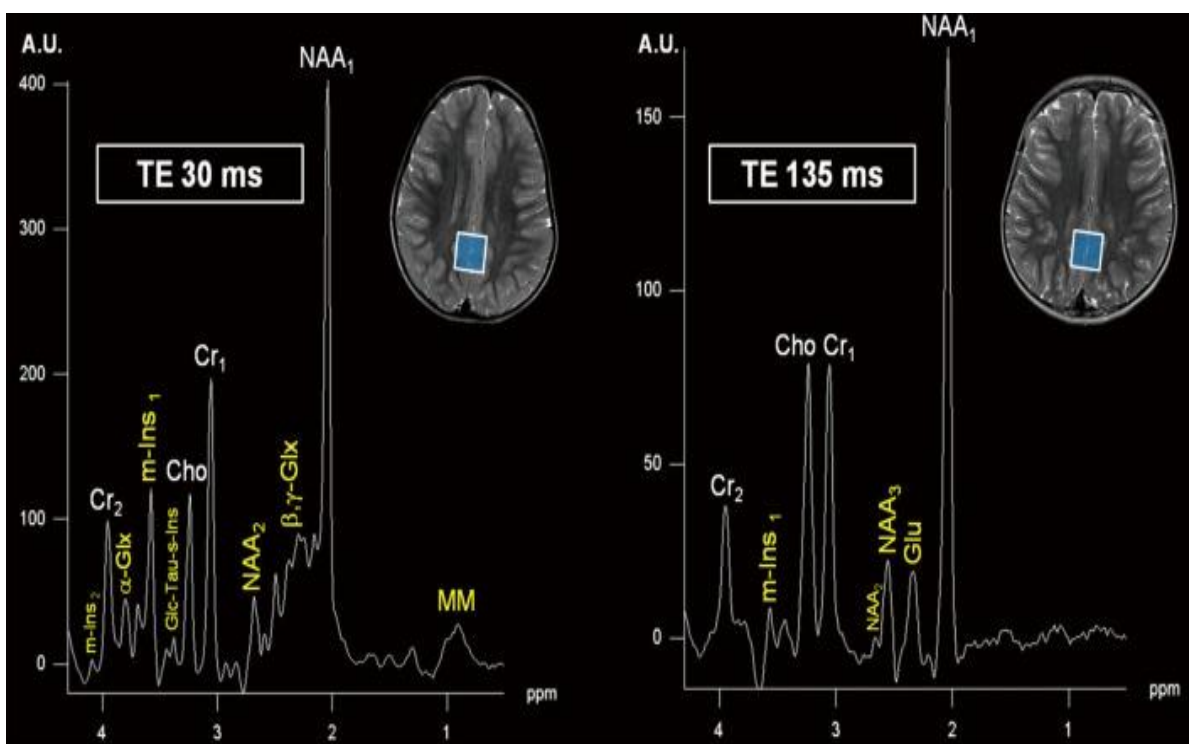 A.U.
NAA₁
400
TE 30 ms
300
Cr₁
200
m-Ins ₁
β,γ-Glx
Cho
Cr₂
Glc-Tau-s-Ins
α-Glx
NAA₂
100
m-Ins ₂
MM
0
ppm
4 3 2 1
A.U.
NAA₁
150
TE 135 ms
100
Cho Cr₁
50
Cr₂
NAA₃
Glu
m-Ins ₁
NAA₂
0
ppm
4 3 2 1